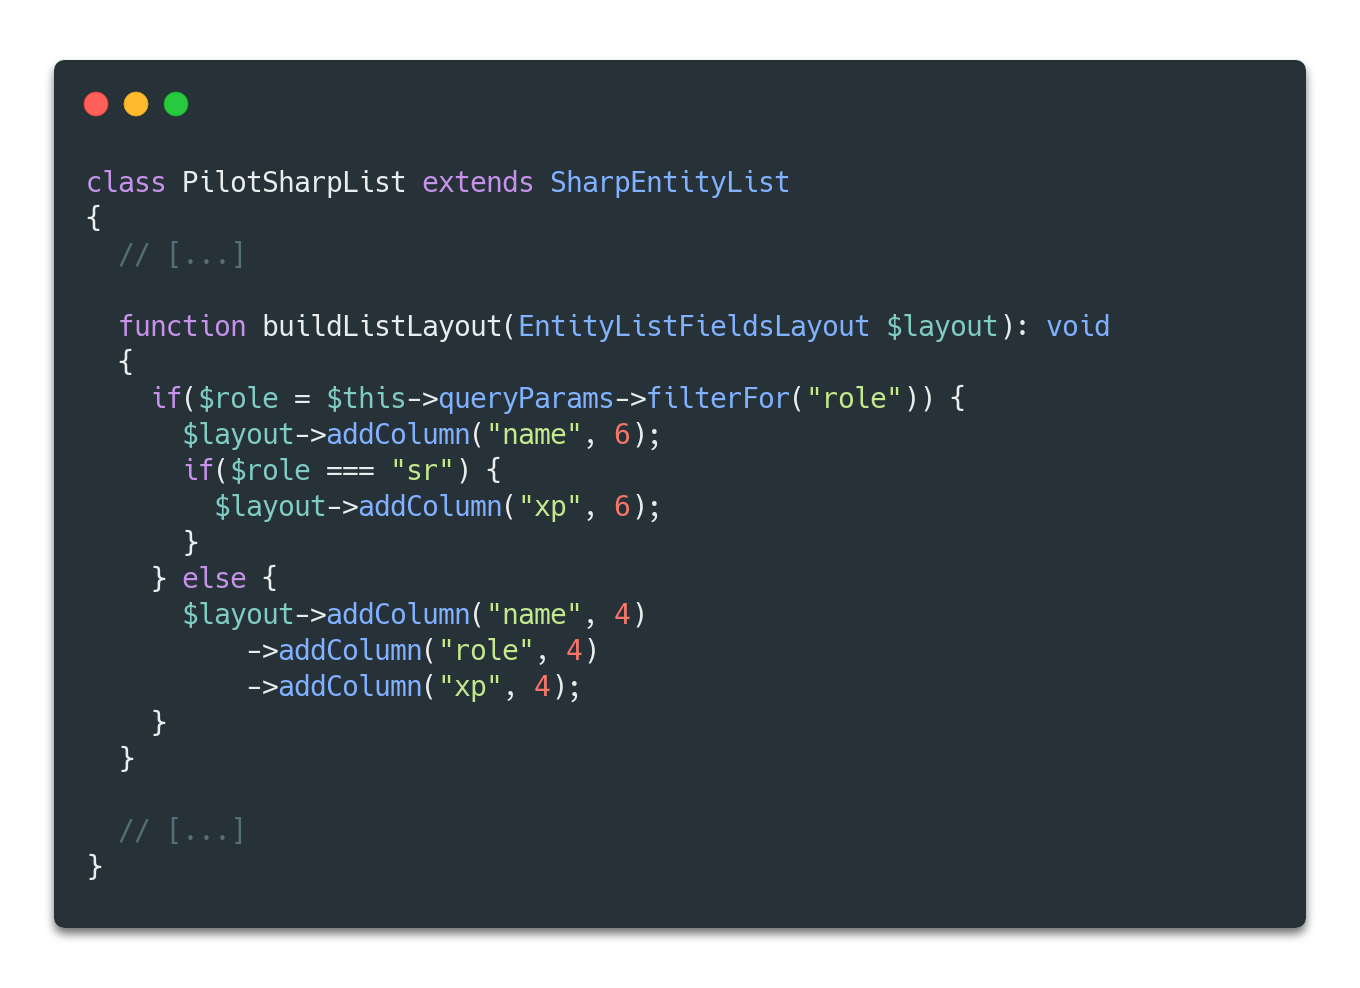 class PilotSharpList extends SharpEntityList
{
  // [...]

  function buildListLayout(EntityListFieldsLayout $layout): void
  {
    if($role = $this->queryParams->filterFor("role")) {
      $layout->addColumn("name", 6);
      if($role === "sr") {
        $layout->addColumn("xp", 6);
      }
    } else {
      $layout->addColumn("name", 4)
          ->addColumn("role", 4)
          ->addColumn("xp", 4);
    }
  }

  // [...]
}